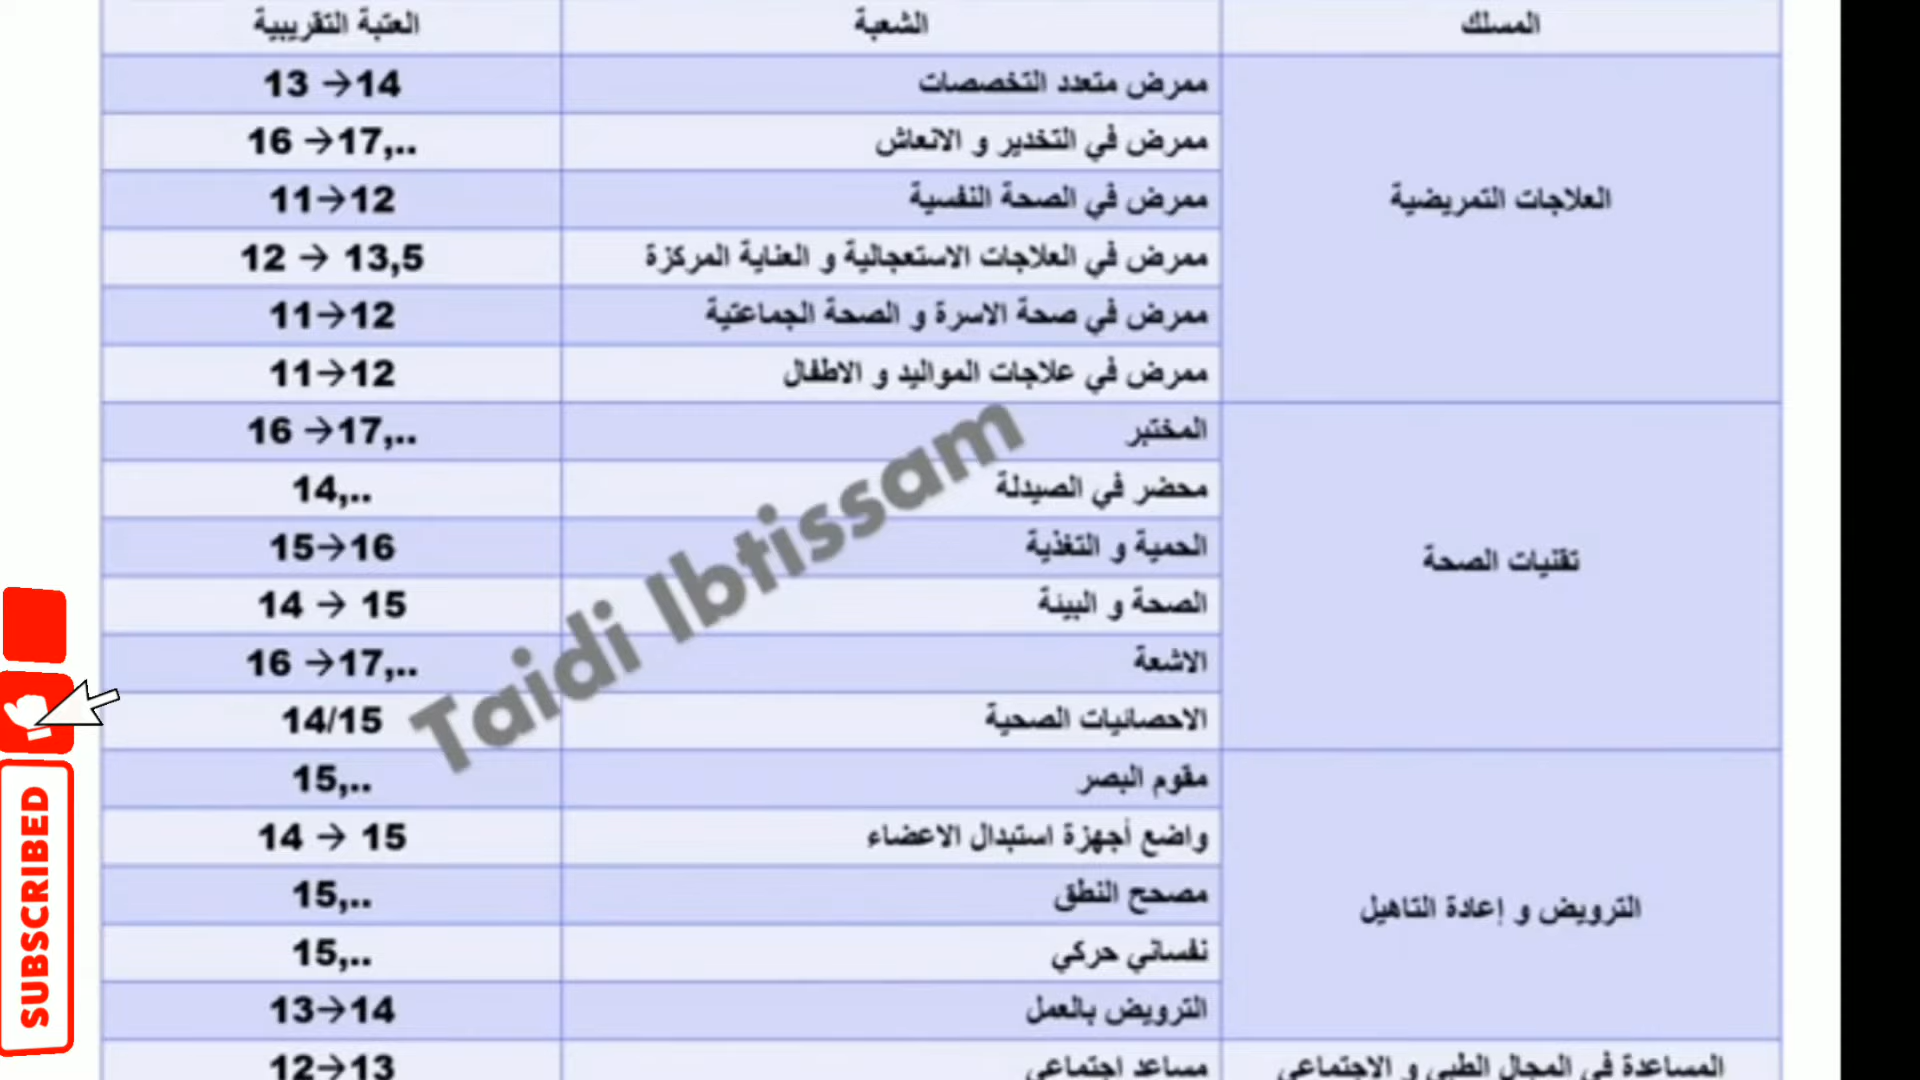 المسلك الشعبة العتبة التقريبية
العلاجات التمريضية
ممرض متعدد التخصصات 13 →14
ممرض في التخدير و الانعاش 16 →17,..
ممرض في الصحة النفسية 11→12
ممرض في العلاجات الاستعجالية و العناية المركزة 12 → 13,5
ممرض في صحة الاسرة و الصحة الجماعتية 11→12
ممرض في علاجات المواليد و الاطفال 11→12
تقنيات الصحة
المختبر 16 →17,..
محضر في الصيدلة 14,..
الحمية و التغذية 15→16
الصحة و البيئة 14 → 15
الاشعة 16 →17,..
الاحصائيات الصحية 14/15
الترويض و إعادة التاهيل
مقوم البصر 15,..
واضع أجهزة استبدال الاعضاء 14 → 15
مصحح النطق 15,..
نفساني حركي 15,..
الترويض بالعمل 13→14
المساعدة في المجال الطبي و الاجتماعي مساعد اجتماعي 12→13
Taidi Ibtissam
SUBSCRIBED